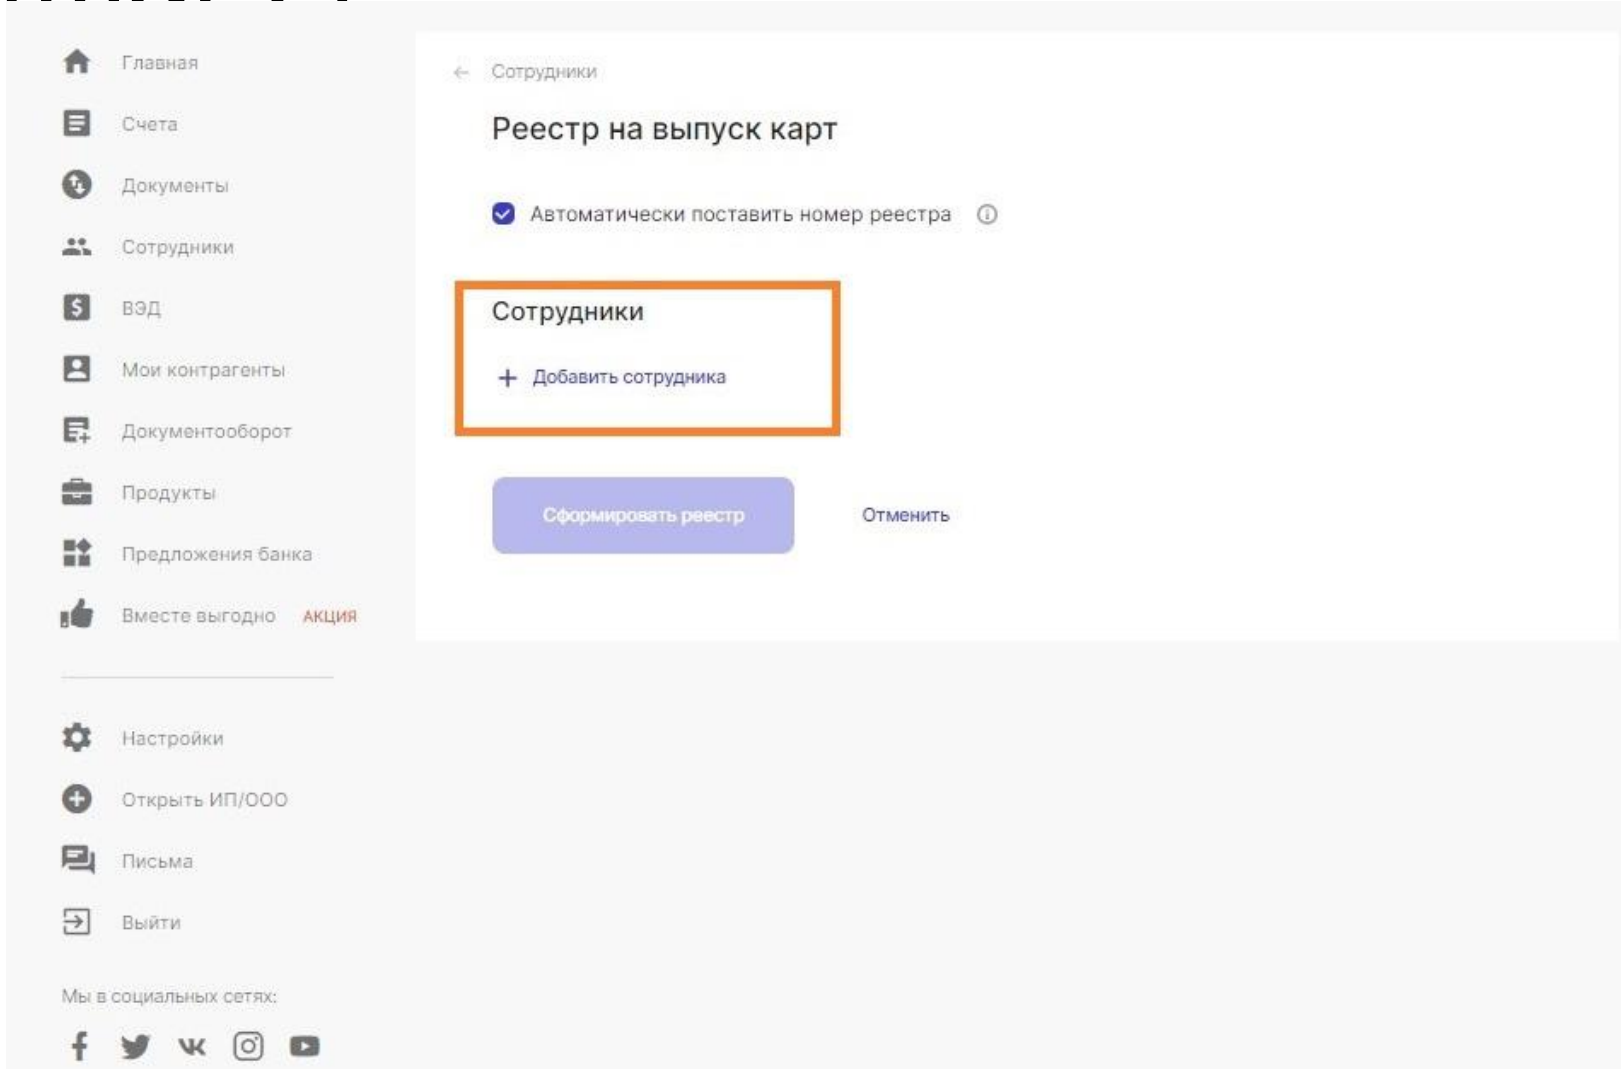 Главная
Счета
Документы
Сотрудники
ВЭД
Мои контрагенты
Документооборот
Продукты
Предложения банка
Вместе выгодно АКЦИЯ
Настройки
Открыть ИП/ООО
Письма
Выйти
Мы в социальных сетях:
← Сотрудники
Реестр на выпуск карт
Автоматически поставить номер реестра
Сотрудники
+ Добавить сотрудника
Сформировать реестр Отменить